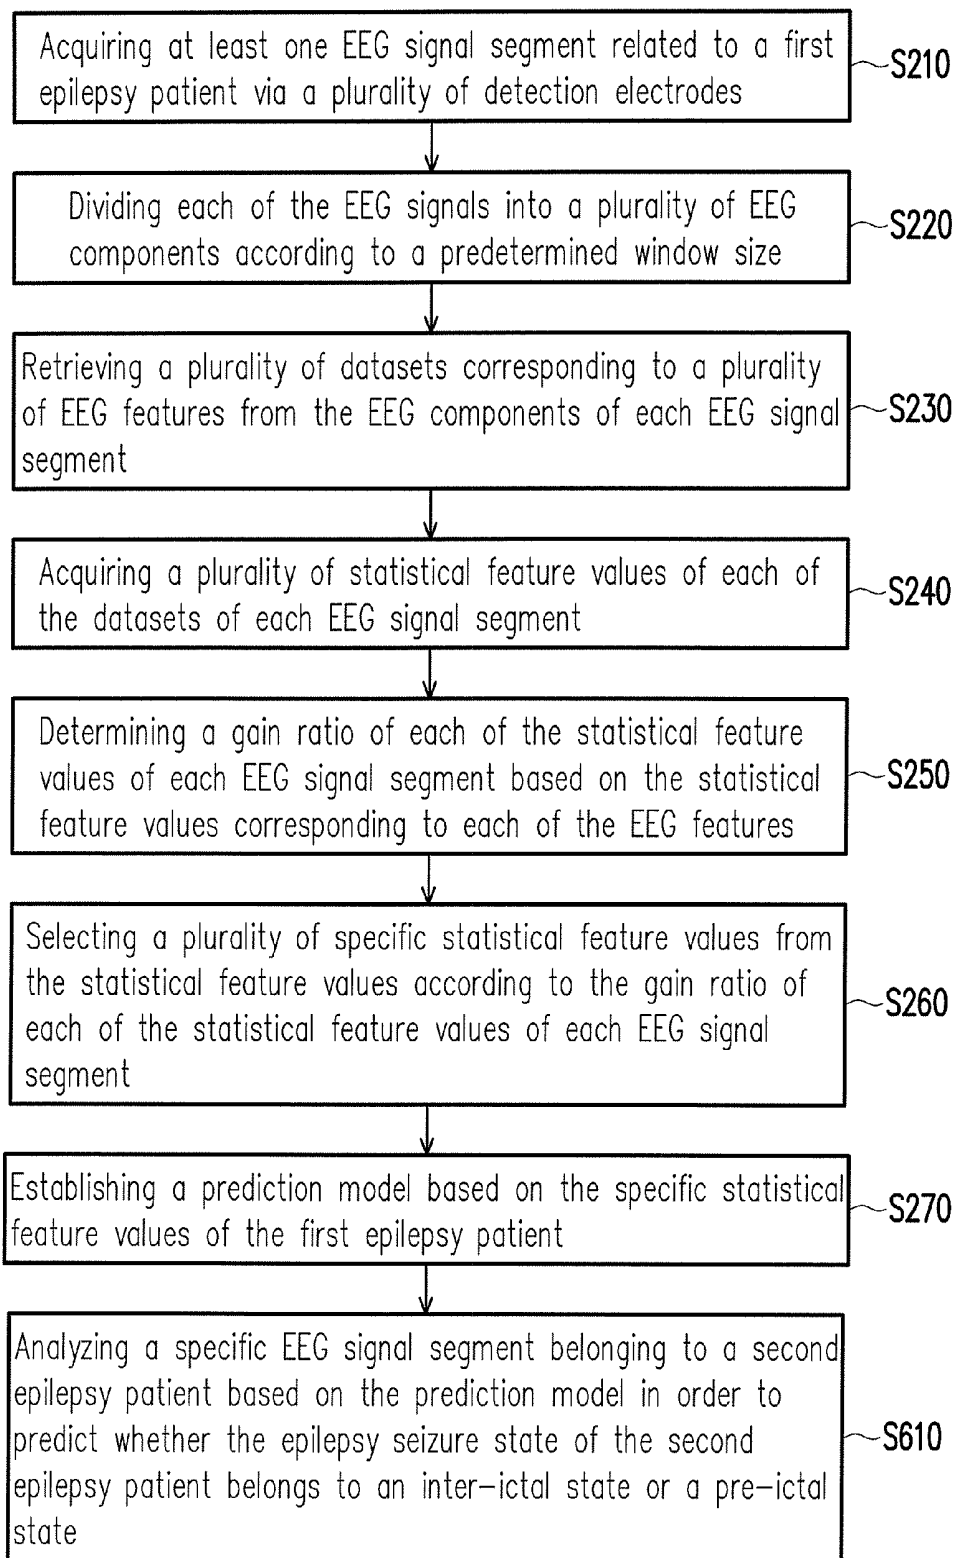 Acquiring at least one EEG signal segment related to a first
epilepsy patient via a plurality of detection electrodes
S210
Dividing each of the EEG signals into a plurality of EEG
components according to a predetermined window size
S220
Retrieving a plurality of datasets corresponding to a plurality
of EEG features from the EEG components of each EEG signal
segment
S230
Acquiring a plurality of statistical feature values of each of
the datasets of each EEG signal segment
S240
Determining a gain ratio of each of the statistical feature
values of each EEG signal segment based on the statistical
feature values corresponding to each of the EEG features
S250
Selecting a plurality of specific statistical feature values from
the statistical feature values according to the gain ratio of
each of the statistical feature values of each EEG signal
segment
S260
Establishing a prediction model based on the specific statistical
feature values of the first epilepsy patient
S270
Analyzing a specific EEG signal segment belonging to a second
epilepsy patient based on the prediction model in order to
predict whether the epilepsy seizure state of the second
epilepsy patient belongs to an inter-ictal state or a pre-ictal
state
S610